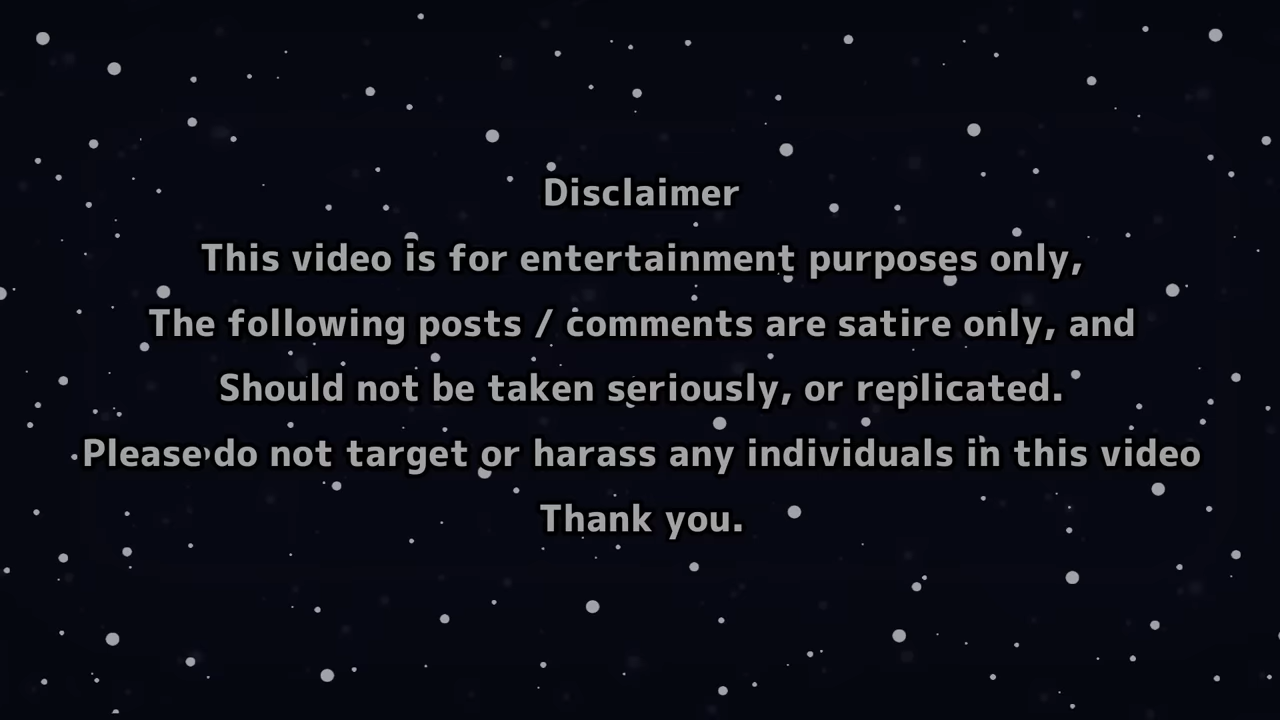 Disclaimer
This video is for entertainment purposes only,
The following posts / comments are satire only, and
Should not be taken seriously, or replicated.
Please do not target or harass any individuals in this video
Thank you.